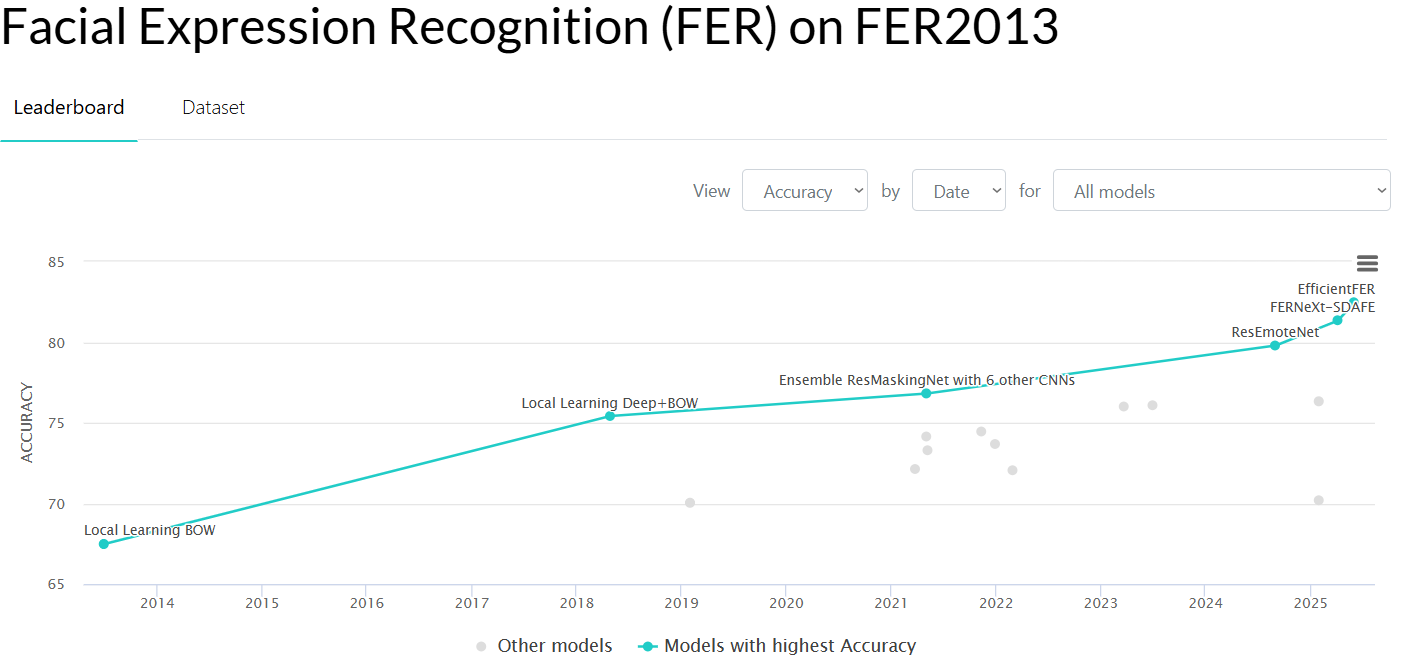 Facial Expression Recognition (FER) on FER2013
Leaderboard Dataset
View Accuracy by Date for All models
85
EfficientFER
FERNeXt-SDAFE
ResEmoteNet
80
Ensemble ResMaskingNet with 6 other CNNs
Local Learning Deep+BOW
75
ACCURACY
70
Local Learning BOW
65
2014 2015 2016 2017 2018 2019 2020 2021 2022 2023 2024 2025
Other models Models with highest Accuracy